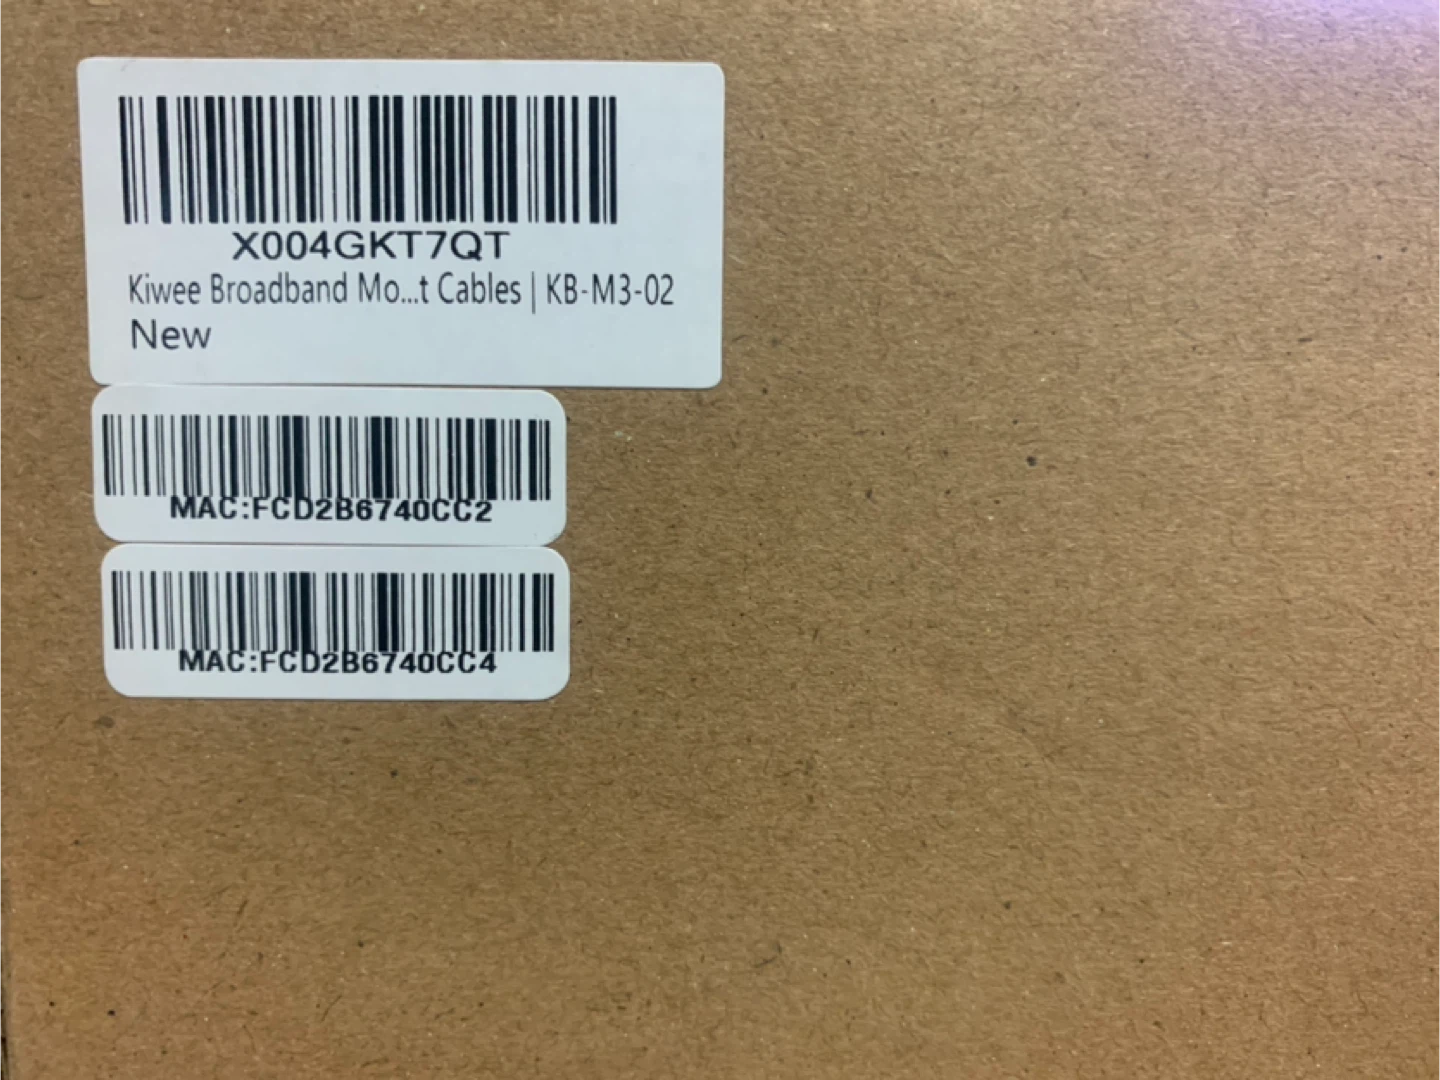 X004GKT7QT
Kiwee Broadband Mo...t Cables | KB-M3-02
New
MAC:FCD2B6740CC2
MAC:FCD2B6740CC4